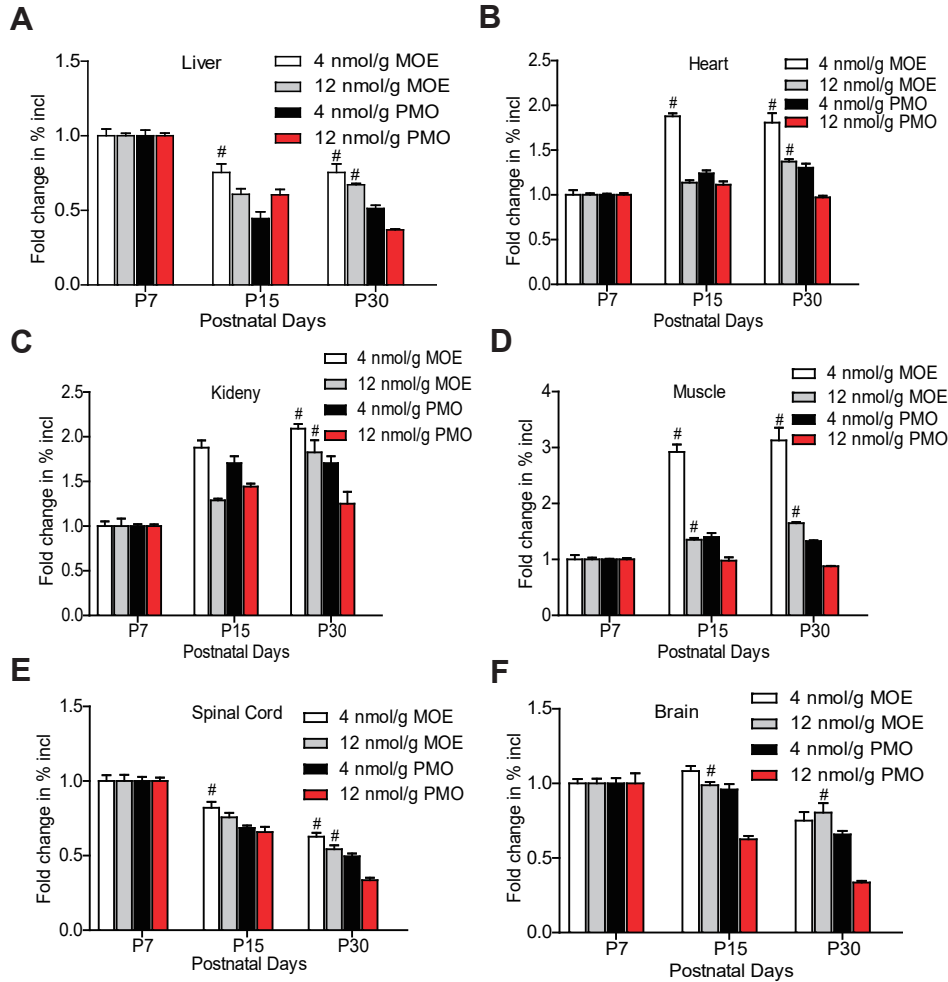 A
Liver
4 nmol/g MOE
12 nmol/g MOE
4 nmol/g PMO
12 nmol/g PMO
Fold change in % incl
1.5
1.0
0.5
0.0
# # #
P7 P15 P30
Postnatal Days
B
Heart
4 nmol/g MOE
12 nmol/g MOE
4 nmol/g PMO
12 nmol/g PMO
Fold change in % incl
2.5
2.0
1.5
1.0
0.5
0.0
# # #
P7 P15 P30
Postnatal Days
C
Kideny
4 nmol/g MOE
12 nmol/g MOE
4 nmol/g PMO
12 nmol/g PMO
Fold change in % incl
2.5
2.0
1.5
1.0
0.5
0.0
# #
P7 P15 P30
Postnatal Days
D
Muscle
4 nmol/g MOE
12 nmol/g MOE
4 nmol/g PMO
12 nmol/g PMO
Fold change in % incl
4
3
2
1
0
# # # #
P7 P15 P30
Postnatal Days
E
Spinal Cord
4 nmol/g MOE
12 nmol/g MOE
4 nmol/g PMO
12 nmol/g PMO
Fold change in % incl
1.5
1.0
0.5
0.0
# # #
P7 P15 P30
Postnatal Days
F
Brain
4 nmol/g MOE
12 nmol/g MOE
4 nmol/g PMO
12 nmol/g PMO
Fold change in % incl
1.5
1.0
0.5
0.0
# #
P7 P15 P30
Postnatal Days